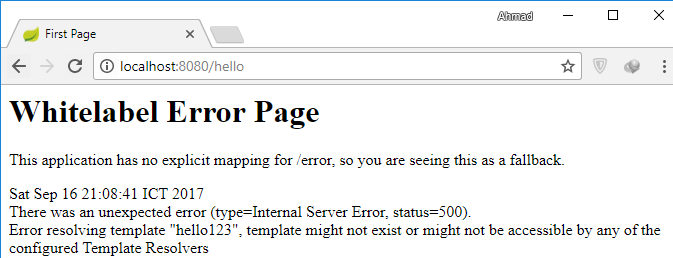 Ahmad
First Page
localhost:8080/hello
Whitelabel Error Page
This application has no explicit mapping for /error, so you are seeing this as a fallback.
Sat Sep 16 21:08:41 ICT 2017
There was an unexpected error (type=Internal Server Error, status=500).
Error resolving template "hello123", template might not exist or might not be accessible by any of the
configured Template Resolvers